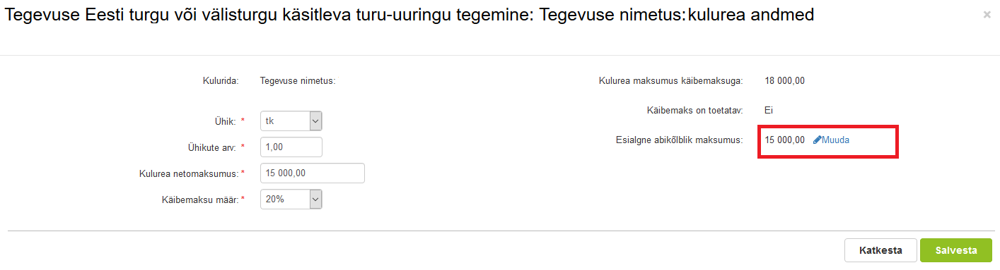 Tegevuse Eesti turgu või välisturgu käsitleva turu-uuringu tegemine: Tegevuse nimetus: kulurea andmed ×
Kulurida: Tegevuse nimetus:
Ühik: * tk
Ühikute arv: * 1,00
Kulurea netomaksumus: * 15 000,00
Käibemaksu määr: * 20%
Kulurea maksumus käibemaksuga: 18 000,00
Käibemaks on toetatav: Ei
Esialgne abikõlblik maksumus: 15 000,00 Muuda
Katkesta Salvesta